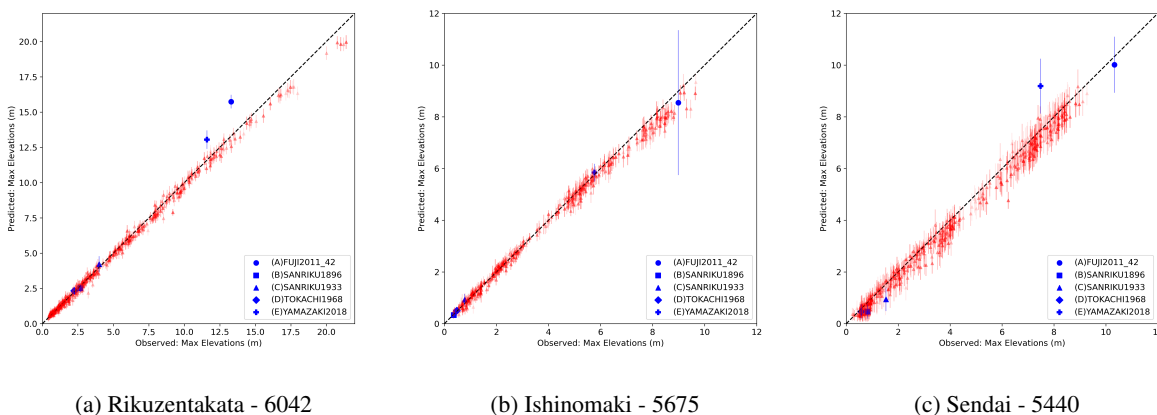 20.0
17.5
15.0
12.5
10.0
7.5
5.0
2.5
0.0
Predicted: Max Elevations (m)
0.0 2.5 5.0 7.5 10.0 12.5 15.0 17.5 20.0
Observed: Max Elevations (m)
(A)FUJI2011_42
(B)SANRIKU1896
(C)SANRIKU1933
(D)TOKACHI1968
(E)YAMAZAKI2018
(a) Rikuzentakata - 6042
12
10
8
6
4
2
0
Predicted: Max Elevations (m)
0 2 4 6 8 10 12
Observed: Max Elevations (m)
(A)FUJI2011_42
(B)SANRIKU1896
(C)SANRIKU1933
(D)TOKACHI1968
(E)YAMAZAKI2018
(b) Ishinomaki - 5675
12
10
8
6
4
2
0
Predicted: Max Elevations (m)
0 2 4 6 8 10 12
Observed: Max Elevations (m)
(A)FUJI2011_42
(B)SANRIKU1896
(C)SANRIKU1933
(D)TOKACHI1968
(E)YAMAZAKI2018
(c) Sendai - 5440